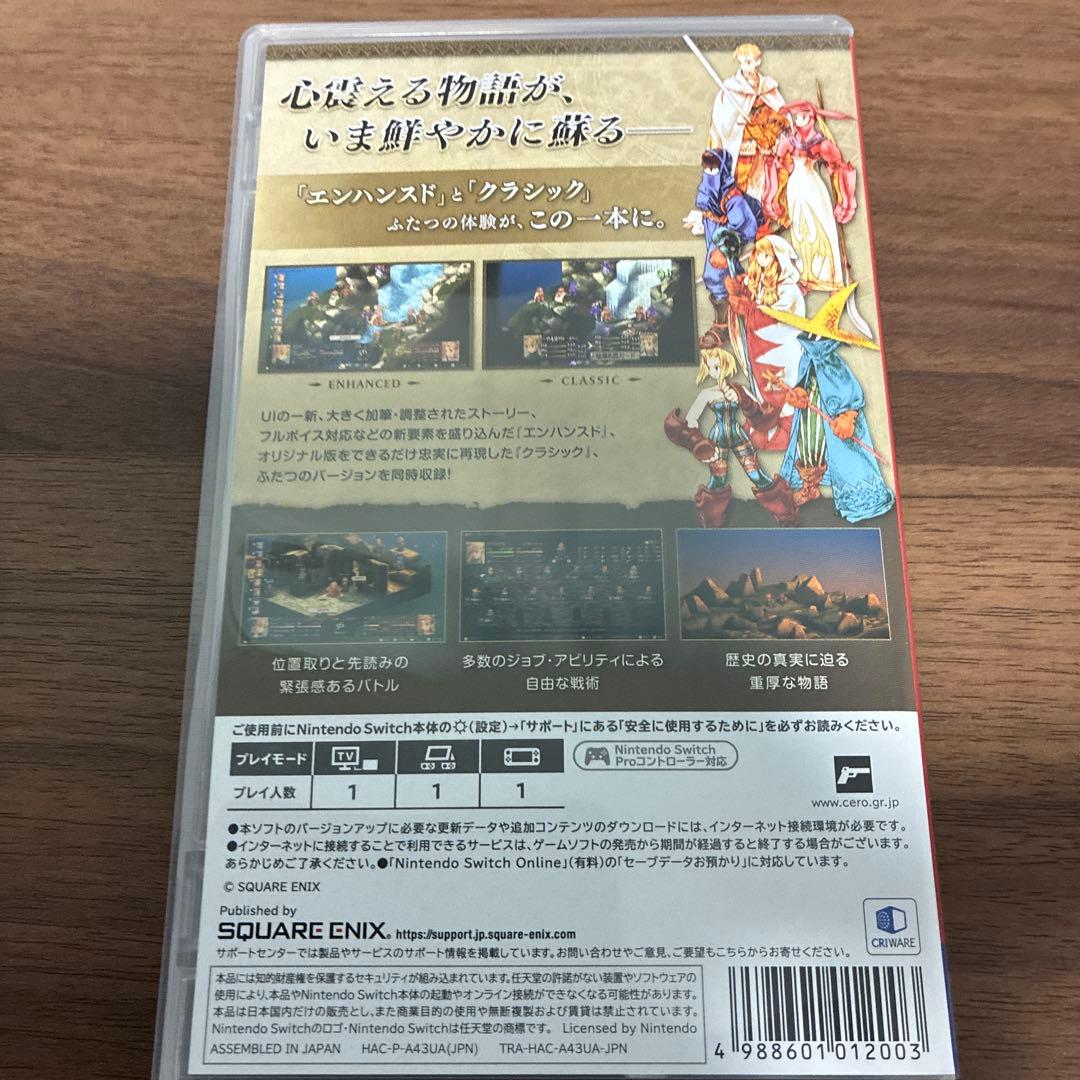 心震える物語が、
いま鮮やかに蘇る――
「エンハンスド」と「クラシック」
ふたつの体験が、この一本に。
ENHANCED
CLASSIC
UIの一新、大きく加筆・調整されたストーリー、
フルボイス対応などの新要素を盛り込んだ『エンハンスド』、
オリジナル版をできるだけ忠実に再現した『クラシック』、
ふたつのバージョンを同時収録!
位置取りと先読みの
緊張感あるバトル
多数のジョブ・アビリティによる
自由な戦術
歴史の真実に迫る
重厚な物語
ご使用前にNintendo Switch本体の(設定)→「サポート」にある「安全に使用するために」を必ずお読みください。
プレイモード TV
プレイ人数 1 1 1
Nintendo Switch
Proコントローラー対応
www.cero.gr.jp
●本ソフトのバージョンアップに必要な更新データや追加コンテンツのダウンロードには、インターネット接続環境が必要です。
●インターネットに接続することで利用できるサービスは、ゲームソフトの発売から期間が経過すると終了する場合がございます。
あらかじめご了承ください。●「Nintendo Switch Online」(有料)の「セーブデータお預かり」に対応しています。
© SQUARE ENIX
Published by
SQUARE ENIX® https://support.jp.square-enix.com
サポートセンターでは製品やサービスのサポート情報を掲載しています。お問い合わせやご意見、ご要望もこちらからお寄せください。
CRIWARE
本品には知的財産権を保護するセキュリティが組み込まれています。任天堂の許諾がない装置やソフトウェアの
使用により、本品やNintendo Switch本体の起動やオンライン接続ができなくなる可能性があります。
本品は日本国内だけの販売とし、また商業目的の使用や無断複製および賃貸は禁止されています。
Nintendo Switchのロゴ・Nintendo Switchは任天堂の商標です。 Licensed by Nintendo
ASSEMBLED IN JAPAN HAC-P-A43UA(JPN) TRA-HAC-A43UA-JPN
4 988601 012003